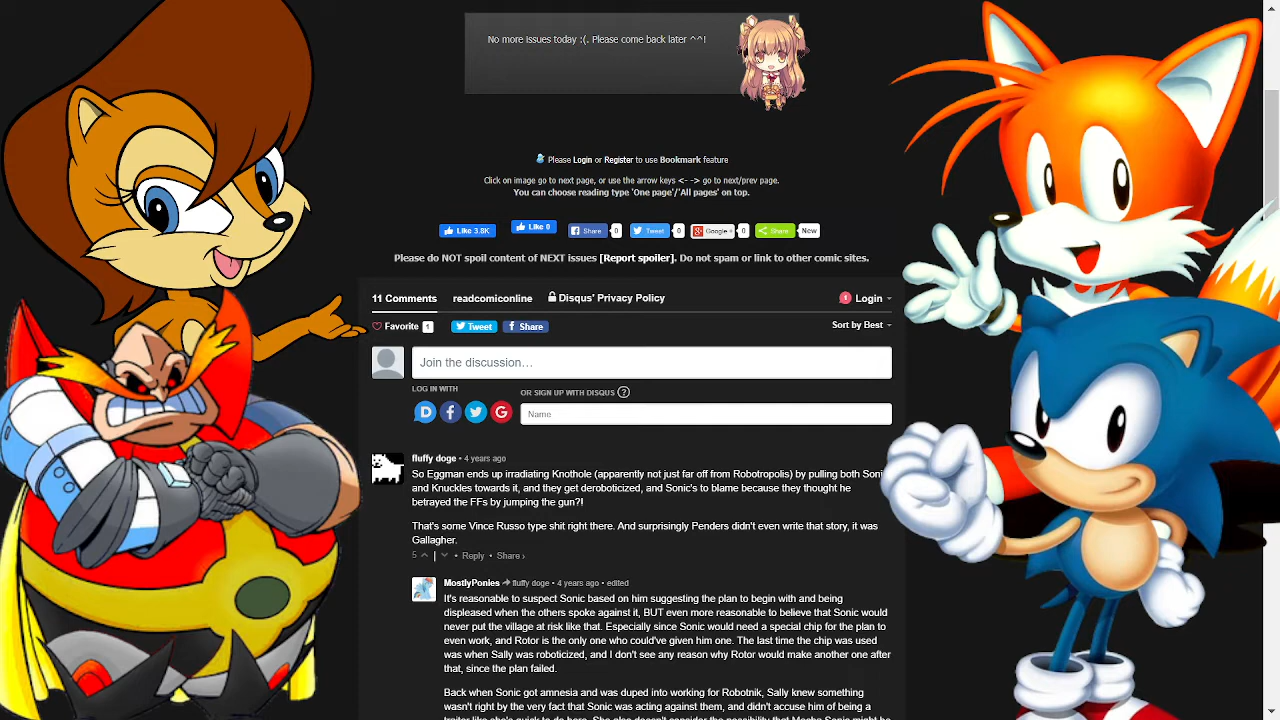 No more issues today :(. Please come back later ^^!
Please Login or Register to use Bookmark feature
Click on image go to next page, or use the arrow keys <- -> go to next/prev page.
You can choose reading type 'One page'/'All pages' on top.
Like 3.8K
Like 0
Share 0
Tweet 0
Google + 0
Share New
Please do NOT spoil content of NEXT issues [Report spoiler]. Do not spam or link to other comic sites.
11 Comments readcomiconline Disqus' Privacy Policy 1 Login
Favorite 1 Tweet Share Sort by Best
Join the discussion…
LOG IN WITH
OR SIGN UP WITH DISQUS ?
Name
fluffy doge • 4 years ago
So Eggman ends up irradiating Knothole (apparently not just far off from Robotropolis) by pulling both Soni
and Knuckles towards it, and they get deroboticized, and Sonic's to blame because they thought he
betrayed the FFs by jumping the gun?!
That's some Vince Russo type shit right there. And surprisingly Penders didn't even write that story, it was
Gallagher.
5 • Reply • Share ›
MostlyPonies fluffy doge • 4 years ago • edited
It's reasonable to suspect Sonic based on him suggesting the plan to begin with and being
displeased when the others spoke against it, BUT even more reasonable to believe that Sonic would
never put the village at risk like that. Especially since Sonic would need a special chip for the plan to
even work, and Rotor is the only one who could've given him one. The last time the chip was used
was when Sally was roboticized, and I don't see any reason why Rotor would make another one after
that, since the plan failed.
Back when Sonic got amnesia and was duped into working for Robotnik, Sally knew something
wasn't right by the very fact that Sonic was acting against them, and didn't accuse him of being a